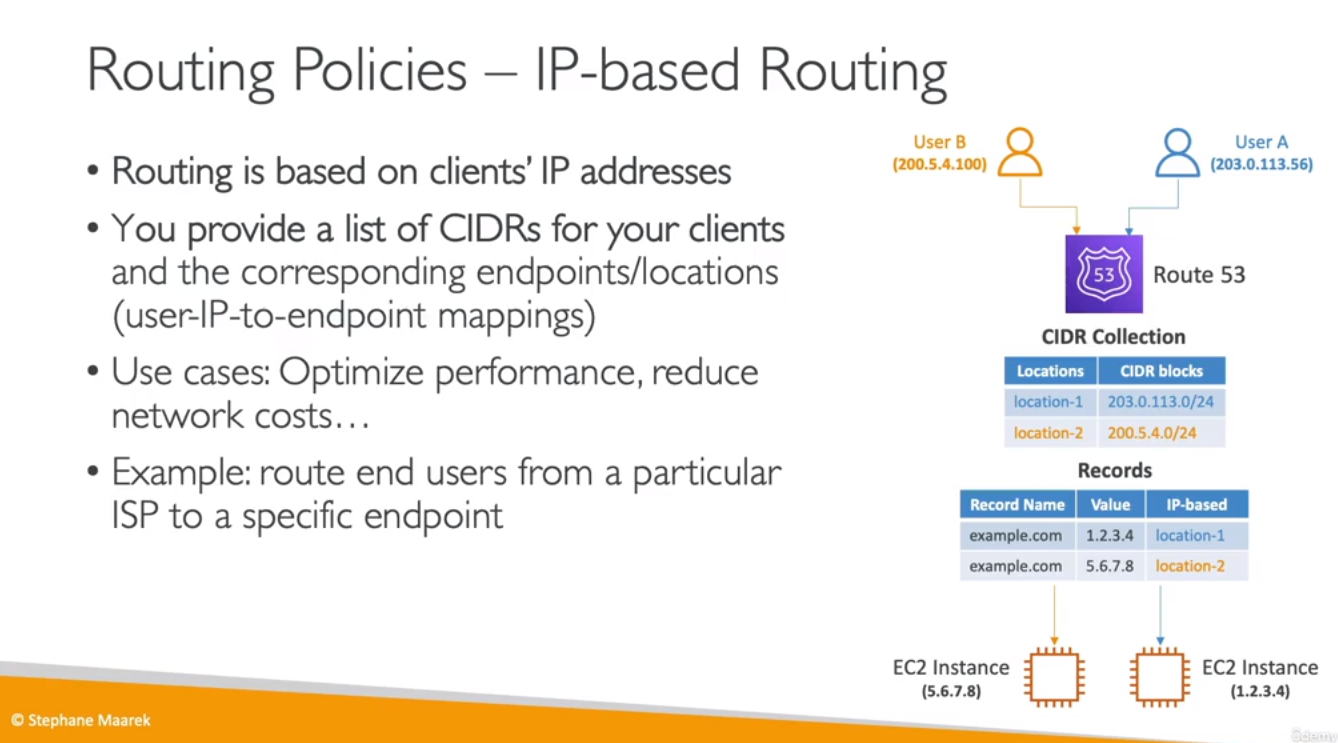 Routing Policies – IP-based Routing
• Routing is based on clients' IP addresses
• You provide a list of CIDRs for your clients
and the corresponding endpoints/locations
(user-IP-to-endpoint mappings)
• Use cases: Optimize performance, reduce
network costs…
• Example: route end users from a particular
ISP to a specific endpoint
User B
(200.5.4.100)
User A
(203.0.113.56)
53
Route 53
CIDR Collection
Locations CIDR blocks
location-1 203.0.113.0/24
location-2 200.5.4.0/24
Records
Record Name Value IP-based
example.com 1.2.3.4 location-1
example.com 5.6.7.8 location-2
EC2 Instance
(5.6.7.8)
EC2 Instance
(1.2.3.4)
© Stephane Maarek
ûdemy